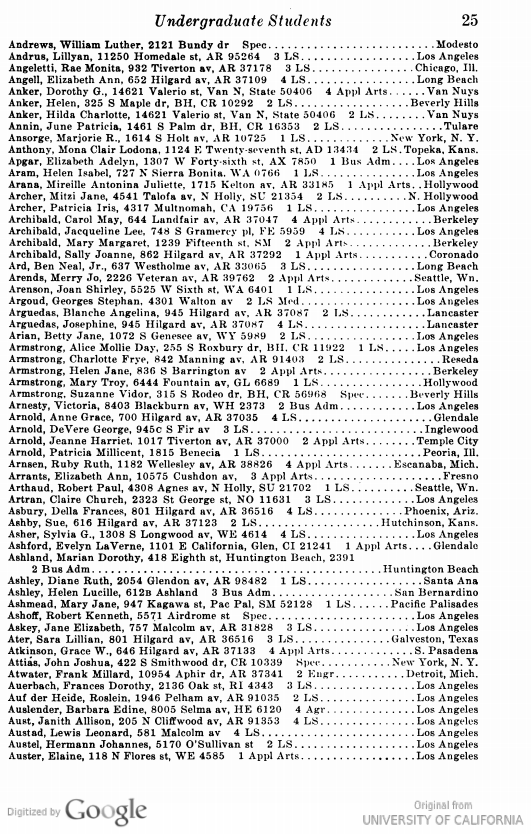 Undergraduate Students 25
Andrews, William Luther, 2121 Bundy dr Spec..........................Modesto
Andrus, Lillyan, 11250 Homedale st, AR 95264 3 LS....................Los Angeles
Angeletti, Rae Monita, 932 Tiverton av, AR 37178 3 LS..................Chicago, Ill.
Angell, Elizabeth Ann, 652 Hilgard av, AR 37109 4 LS...................Long Beach
Anker, Dorothy G., 14621 Valerio st, Van N, State 50406 4 Appl Arts......Van Nuys
Anker, Helen, 325 S Maple dr, BH, CR 10292 2 LS....................Beverly Hills
Anker, Hilda Charlotte, 14621 Valerio st, Van N, State 50406 2 LS........Van Nuys
Annin, June Patricia, 1461 S Palm dr, BH, CR 16353 2 LS..................Tulare
Ansorge, Marjorie R., 1614 S Holt av, AR 10725 1 LS..............New York, N. Y.
Anthony, Mona Clair Lodona, 1124 E Twenty-seventh st, AD 13434 2 LS.Topeka, Kans.
Apgar, Elizabeth Adelyn, 1307 W Forty-sixth st, AX 7850 1 Bus Adm....Los Angeles
Aram, Helen Isabel, 727 N Sierra Bonita, WA 0766 1 LS................Los Angeles
Arana, Mireille Antonina Juliette, 1715 Kelton av, AR 33185 1 Appl Arts..Hollywood
Archer, Mitzi Jane, 4541 Talofa av, N Holly, SU 21354 2 LS..............N. Hollywood
Archer, Patricia Iris, 4317 Multnomah, CA 19756 1 LS..................Los Angeles
Archibald, Carol May, 644 Landfair av, AR 37047 4 Appl Arts............Berkeley
Archibald, Jacqueline Lee, 748 S Gramercy pl, FE 5959 4 LS............Los Angeles
Archibald, Mary Margaret, 1239 Fifteenth st, SM 2 Appl Arts..............Berkeley
Archibald, Sally Joanne, 862 Hilgard av, AR 37292 1 Appl Arts............Coronado
Ard, Ben Neal, Jr., 637 Westholme av, AR 33065 3 LS..................Long Beach
Arends, Merry Jo, 2226 Veteran av, AR 39762 2 Appl Arts..............Seattle, Wn.
Arenson, Joan Shirley, 5525 W Sixth st, WA 6401 1 LS..................Los Angeles
Argoud, Georges Stephan, 4301 Walton av 2 LS Med....................Los Angeles
Arguedas, Blanche Angelina, 945 Hilgard av, AR 37087 2 LS..............Lancaster
Arguedas, Josephine, 945 Hilgard av, AR 37087 4 LS....................Lancaster
Arian, Betty Jane, 1072 S Genesee av, WY 5989 2 LS..................Los Angeles
Armstrong, Alice Mollie Day, 255 S Roxbury dr, BH, CR 11922 1 LS.....Los Angeles
Armstrong, Charlotte Frye, 842 Manning av, AR 91403 2 LS................Reseda
Armstrong, Helen Jane, 836 S Barrington av 2 Appl Arts................Berkeley
Armstrong, Mary Troy, 6444 Fountain av, GL 6689 1 LS................Hollywood
Armstrong, Suzanne Vidor, 315 S Rodeo dr, BH, CR 56968 Spec.......Beverly Hills
Arnesty, Victoria, 8403 Blackburn av, WH 2373 2 Bus Adm..............Los Angeles
Arnold, Anne Grace, 700 Hilgard av, AR 37035 4 LS......................Glendale
Arnold, DeVere George, 945c S Fir av 3 LS............................Inglewood
Arnold, Jeanne Harriet, 1017 Tiverton av, AR 37000 2 Appl Arts........Temple City
Arnold, Patricia Millicent, 1815 Benecia 1 LS..........................Peoria, Ill.
Arnsen, Ruby Ruth, 1182 Wellesley av, AR 38826 4 Appl Arts.......Escanaba, Mich.
Arrants, Elizabeth Ann, 10575 Cushdon av, 3 Appl Arts....................Fresno
Arthaud, Robert Paul, 4308 Agnes av, N Holly, SU 21702 1 LS..........Seattle, Wn.
Artran, Claire Church, 2323 St George st, NO 11631 3 LS..............Los Angeles
Asbury, Della Frances, 801 Hilgard av, AR 36516 4 LS................Phoenix, Ariz.
Ashby, Sue, 616 Hilgard av, AR 37123 2 LS......................Hutchinson, Kans.
Asher, Sylvia G., 1308 S Longwood av, WE 4614 4 LS..................Los Angeles
Ashford, Evelyn LaVerne, 1101 E California, Glen, CI 21241 1 Appl Arts....Glendale
Ashland, Marian Dorothy, 418 Eighth st, Huntington Beach, 2391
2 Bus Adm..................................................Huntington Beach
Ashley, Diane Ruth, 2054 Glendon av, AR 98482 1 LS....................Santa Ana
Ashley, Helen Lucille, 612B Ashland 3 Bus Adm....................San Bernardino
Ashmead, Mary Jane, 947 Kagawa st, Pac Pal, SM 52128 1 LS......Pacific Palisades
Ashoff, Robert Kenneth, 5571 Airdrome st Spec..........................Los Angeles
Askey, Jane Elizabeth, 757 Malcolm av, AR 31828 3 LS..................Los Angeles
Ater, Sara Lillian, 801 Hilgard av, AR 36516 3 LS..................Galveston, Texas
Atkinson, Grace W., 646 Hilgard av, AR 37133 4 Appl Arts..............S. Pasadena
Attias, John Joshua, 422 S Smithwood dr, CR 10339 Spec............New York, N. Y.
Atwater, Frank Millard, 10954 Alphr dr, AR 37341 2 Engr............Detroit, Mich.
Auerbach, Frances Dorothy, 2136 Oak st, RI 4343 3 LS..................Los Angeles
Auf der Heide, Roslein, 1946 Pelham av, AR 91035 2 LS................Los Angeles
Auslender, Barbara Edine, 8005 Selma av, HE 6120 4 Agr................Los Angeles
Aust, Janith Allison, 205 N Cliffwood av, AR 91353 4 LS................Los Angeles
Austad, Lewis Leonard, 581 Malcolm av 4 LS..........................Los Angeles
Austel, Hermann Johannes, 5170 O'Sullivan st 2 LS....................Los Angeles
Auster, Elaine, 118 N Flores st, WE 4585 1 Appl Arts..................Los Angeles
Digitized by Google
Original from
UNIVERSITY OF CALIFORNIA